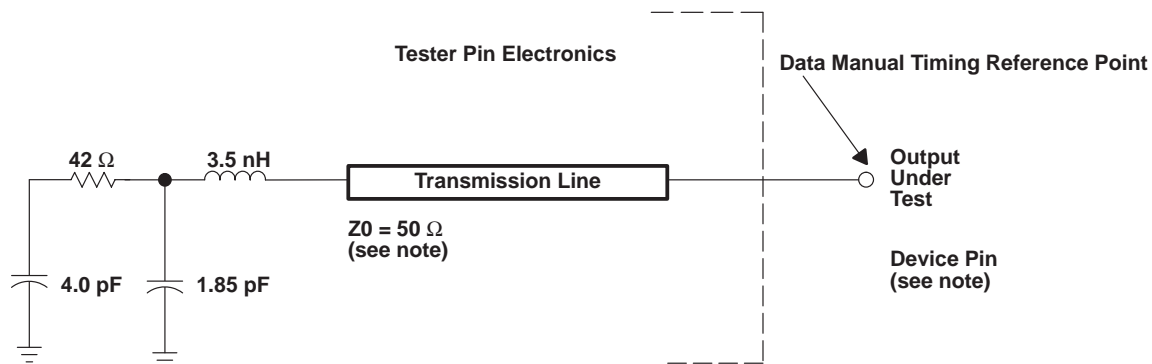 Tester Pin Electronics
Data Manual Timing Reference Point
42 Ω
3.5 nH
Transmission Line
Output
Under
Test
Z0 = 50 Ω
(see note)
Device Pin
(see note)
4.0 pF
1.85 pF